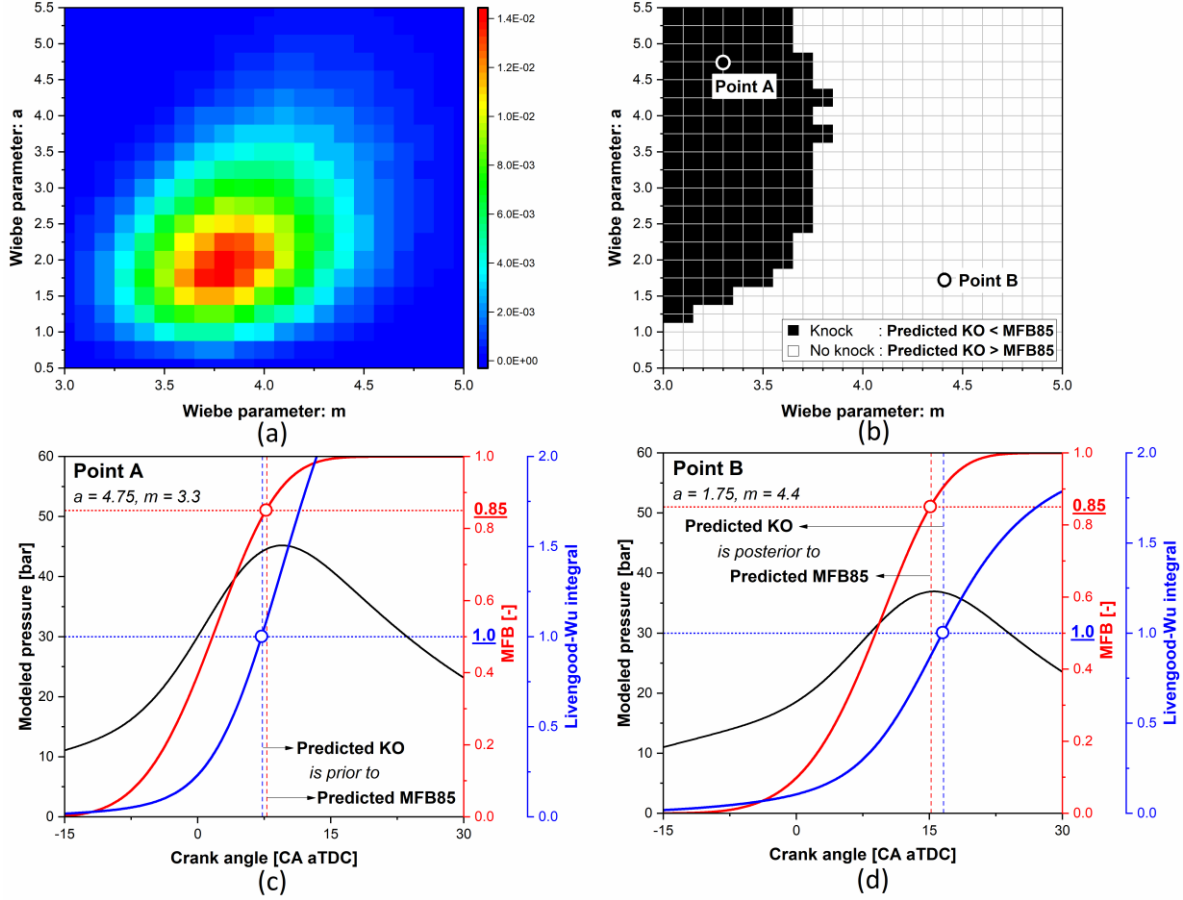 5.5
5.0
4.5
4.0
3.5
3.0
2.5
2.0
1.5
1.0
0.5
Wiebe parameter: a
3.0 3.5 4.0 4.5 5.0
Wiebe parameter: m
1.4E-02
1.2E-02
1.0E-02
8.0E-03
6.0E-03
4.0E-03
2.0E-03
0.0E+00
(a)
5.5
5.0
4.5
4.0
3.5
3.0
2.5
2.0
1.5
1.0
0.5
Wiebe parameter: a
Point A
Point B
Knock : Predicted KO < MFB85
No knock : Predicted KO > MFB85
3.0 3.5 4.0 4.5 5.0
Wiebe parameter: m
(b)
Point A
a = 4.75, m = 3.3
60
50
40
30
20
10
0
Modeled pressure [bar]
1.0
0.85
0.8
0.6
0.4
0.2
0.0
MFB [-]
2.0
1.5
1.0
0.5
0.0
Livengood-Wu integral
1.0
Predicted KO
is prior to
Predicted MFB85
-15 0 15 30
Crank angle [CA aTDC]
(c)
Point B
a = 1.75, m = 4.4
60
50
40
30
20
10
0
Modeled pressure [bar]
Predicted KO
is posterior to
Predicted MFB85
1.0
0.85
0.8
0.6
0.4
0.2
0.0
MFB [-]
1.0
2.0
1.5
1.0
0.5
0.0
Livengood-Wu integral
-15 0 15 30
Crank angle [CA aTDC]
(d)